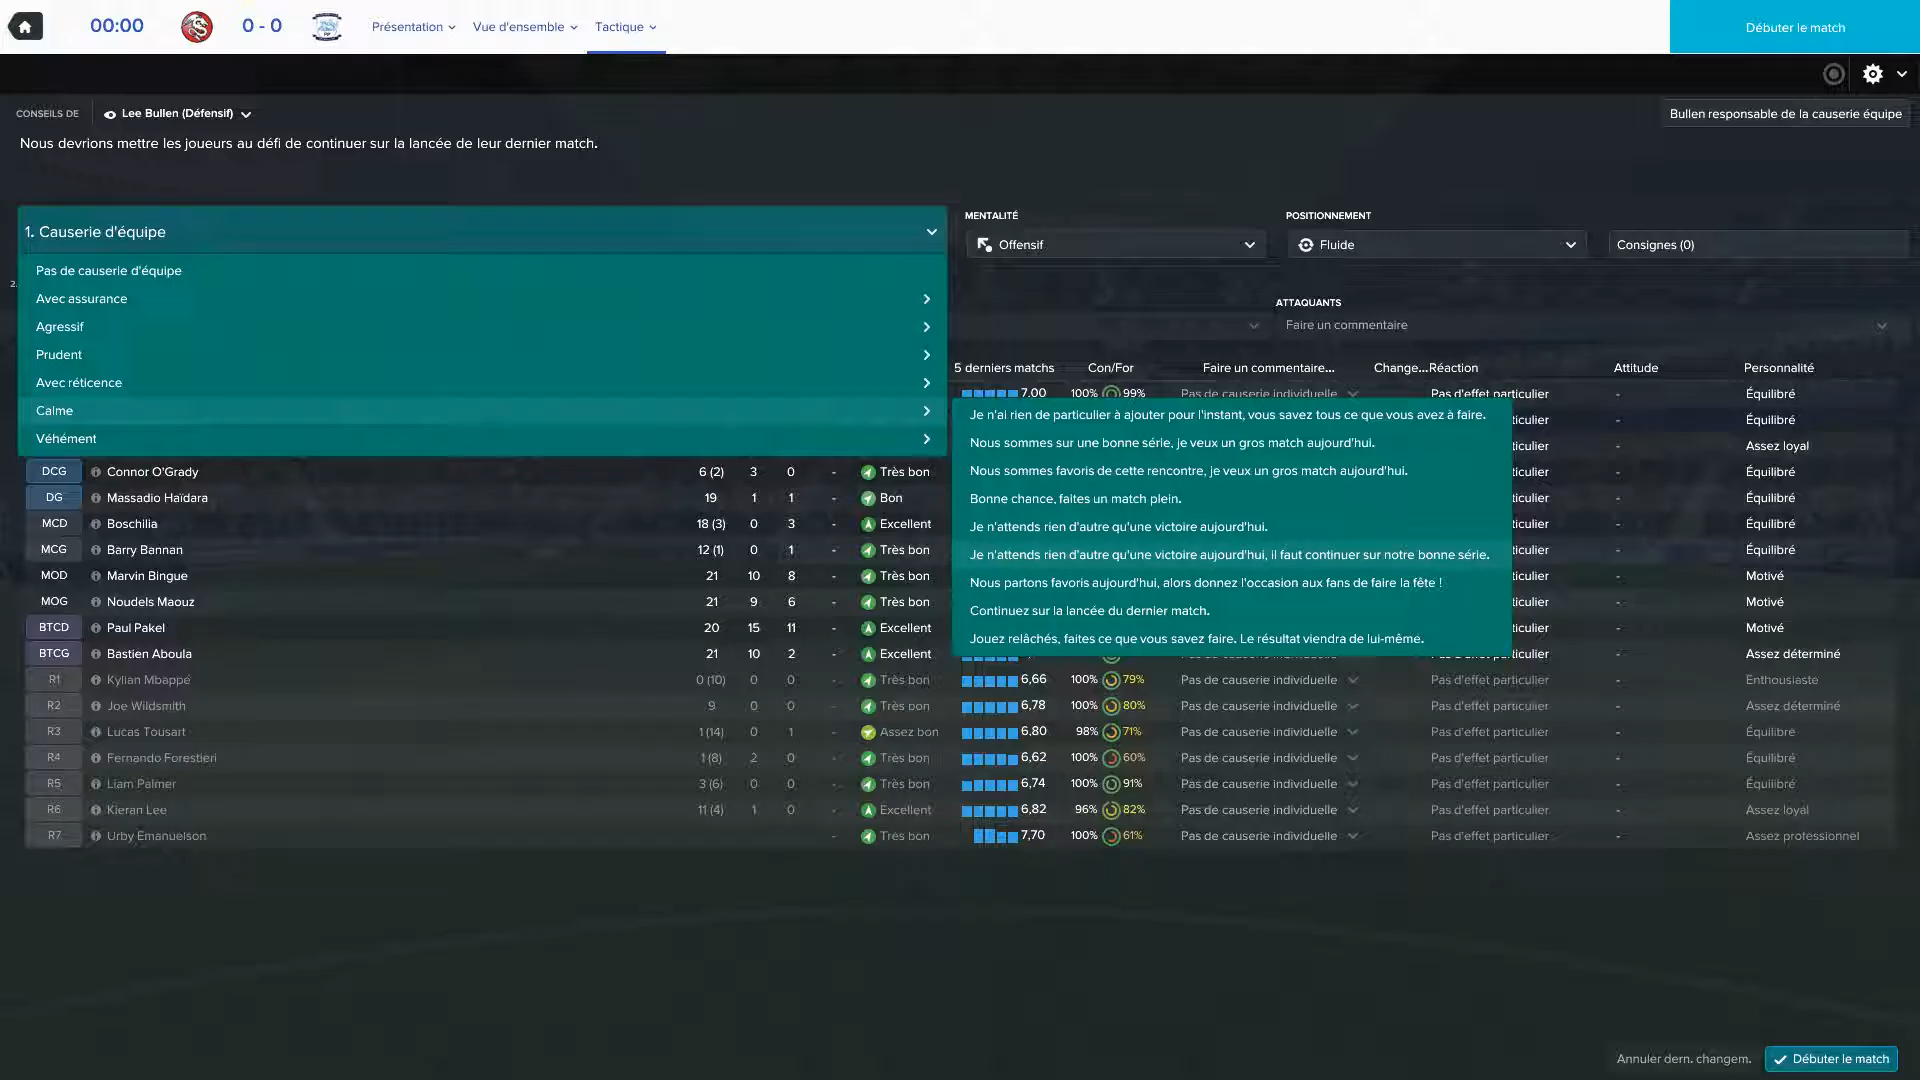 00:00 0 - 0 Présentation Vue d'ensemble Tactique Débuter le match
CONSEILS DE Lee Bullen (Défensif) Bullen responsable de la causerie équipe
Nous devrions mettre les joueurs au défi de continuer sur la lancée de leur dernier match.
MENTALITÉ POSITIONNEMENT
1. Causerie d'équipe Offensif Fluide Consignes (0)
Pas de causerie d'équipe
2.
Avec assurance ATTAQUANTS
Agressif Faire un commentaire
Prudent 5 derniers matchs Con/For Faire un commentaire... Change... Réaction Attitude Personnalité
Avec réticence 7,00 100% 99% Pas de causerie individuelle Pas d'effet particulier - Équilibré
Calme Je n'ai rien de particulier à ajouter pour l'instant, vous savez tous ce que vous avez à faire. ticulier - Équilibré
Véhément Nous sommes sur une bonne série, je veux un gros match aujourd'hui. ticulier - Assez loyal
DCG Connor O'Grady 6 (2) 3 0 - Très bon Nous sommes favoris de cette rencontre, je veux un gros match aujourd'hui. ticulier - Équilibré
DG Massadio Haïdara 19 1 1 - Bon Bonne chance, faites un match plein. ticulier - Équilibré
MCD Boschilia 18 (3) 0 3 - Excellent Je n'attends rien d'autre qu'une victoire aujourd'hui. ticulier - Équilibré
MCG Barry Bannan 12 (1) 0 1 - Très bon Je n'attends rien d'autre qu'une victoire aujourd'hui, il faut continuer sur notre bonne série. ticulier - Équilibré
MOD Marvin Bingue 21 10 8 - Très bon Nous partons favoris aujourd'hui, alors donnez l'occasion aux fans de faire la fête ! ticulier - Motivé
MOG Noudels Maouz 21 9 6 - Très bon Continuez sur la lancée du dernier match. ticulier - Motivé
BTCD Paul Pakel 20 15 11 - Excellent Jouez relâchés, faites ce que vous savez faire. Le résultat viendra de lui-même. ticulier - Motivé
BTCG Bastien Aboula 21 10 2 - Excellent Pas d'effet particulier - Assez déterminé
R1 Kylian Mbappé 0 (10) 0 0 - Très bon 6,66 100% 79% Pas de causerie individuelle Pas d'effet particulier - Enthousiaste
R2 Joe Wildsmith 9 0 0 - Très bon 6,78 100% 80% Pas de causerie individuelle Pas d'effet particulier - Assez déterminé
R3 Lucas Tousart 1 (14) 0 1 - Assez bon 6,80 98% 71% Pas de causerie individuelle Pas d'effet particulier - Équilibré
R4 Fernando Forestieri 1 (8) 2 0 - Très bon 6,62 100% 60% Pas de causerie individuelle Pas d'effet particulier - Équilibré
R5 Liam Palmer 3 (6) 0 0 - Très bon 6,74 100% 91% Pas de causerie individuelle Pas d'effet particulier - Équilibré
R6 Kieran Lee 11 (4) 1 0 - Excellent 6,82 96% 82% Pas de causerie individuelle Pas d'effet particulier - Assez loyal
R7 Urby Emanuelson - Très bon 7,70 100% 61% Pas de causerie individuelle Pas d'effet particulier - Assez professionnel
Annuler dern. changem. Débuter le match